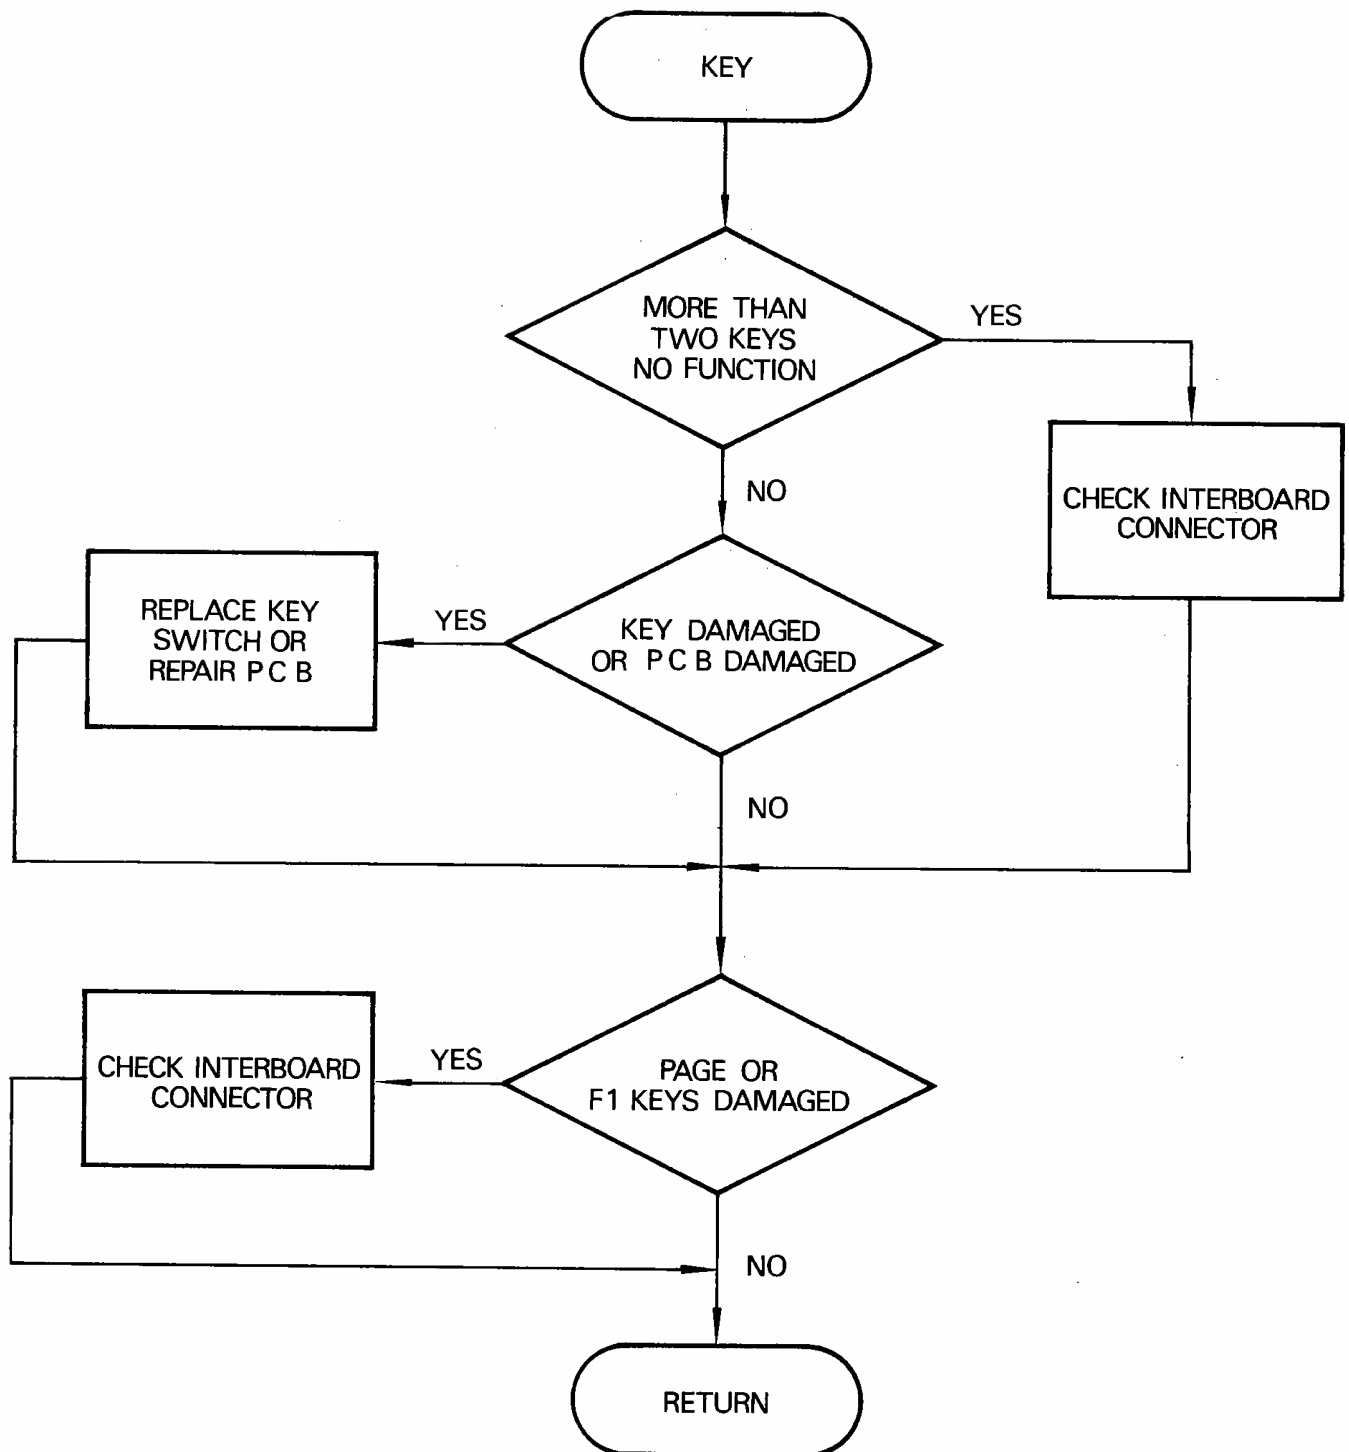 KEY
MORE THAN
TWO KEYS
NO FUNCTION
YES
NO
CHECK INTERBOARD
CONNECTOR
REPLACE KEY
SWITCH OR
REPAIR P C B
YES
KEY DAMAGED
OR P C B DAMAGED
NO
CHECK INTERBOARD
CONNECTOR
YES
PAGE OR
F1 KEYS DAMAGED
NO
RETURN